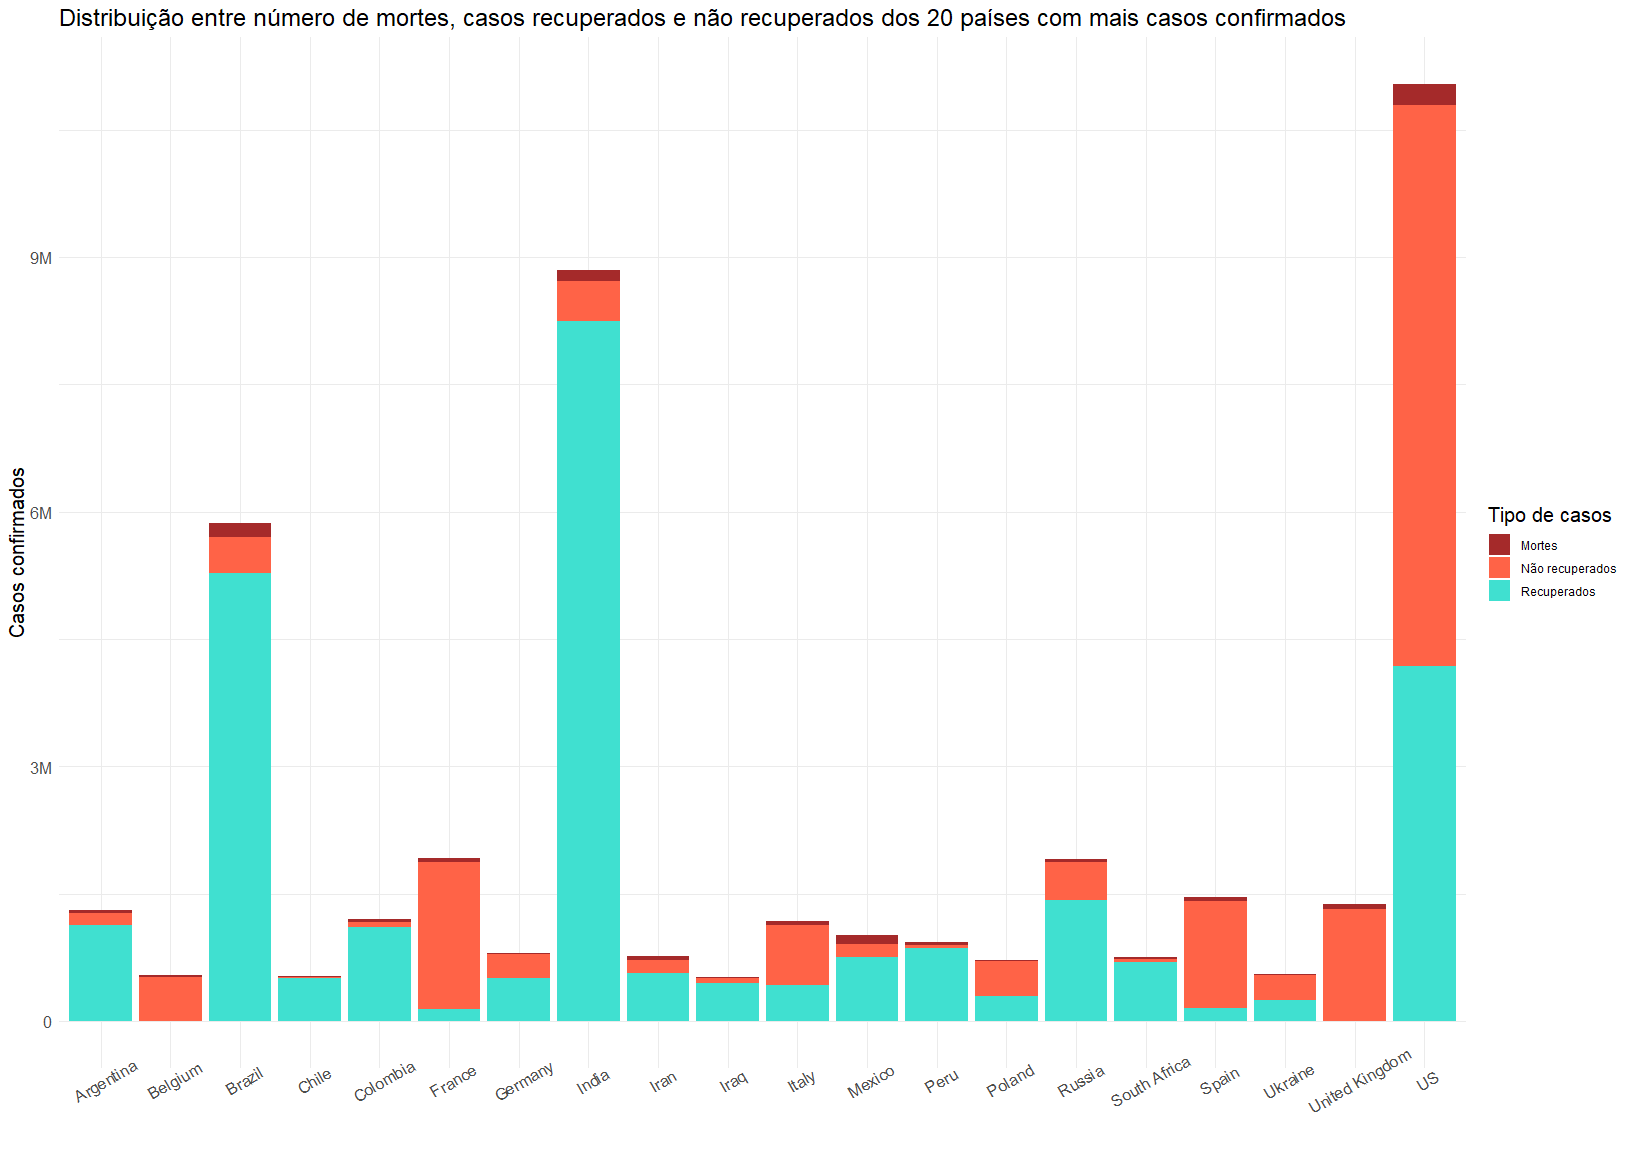 Distribuição entre número de mortes, casos recuperados e não recuperados dos 20 países com mais casos confirmados
Casos confirmados
9M
6M
3M
0
Argentina
Belgium
Brazil
Chile
Colombia
France
Germany
India
Iran
Iraq
Italy
Mexico
Peru
Poland
Russia
South Africa
Spain
Ukraine
United Kingdom
US
Tipo de casos
Mortes
Não recuperados
Recuperados